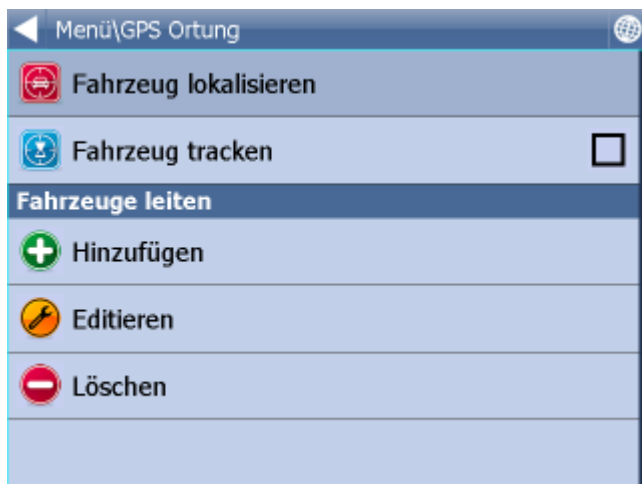 Menü\GPS Ortung
Fahrzeug lokalisieren
Fahrzeug tracken
Fahrzeuge leiten
Hinzufügen
Editieren
Löschen